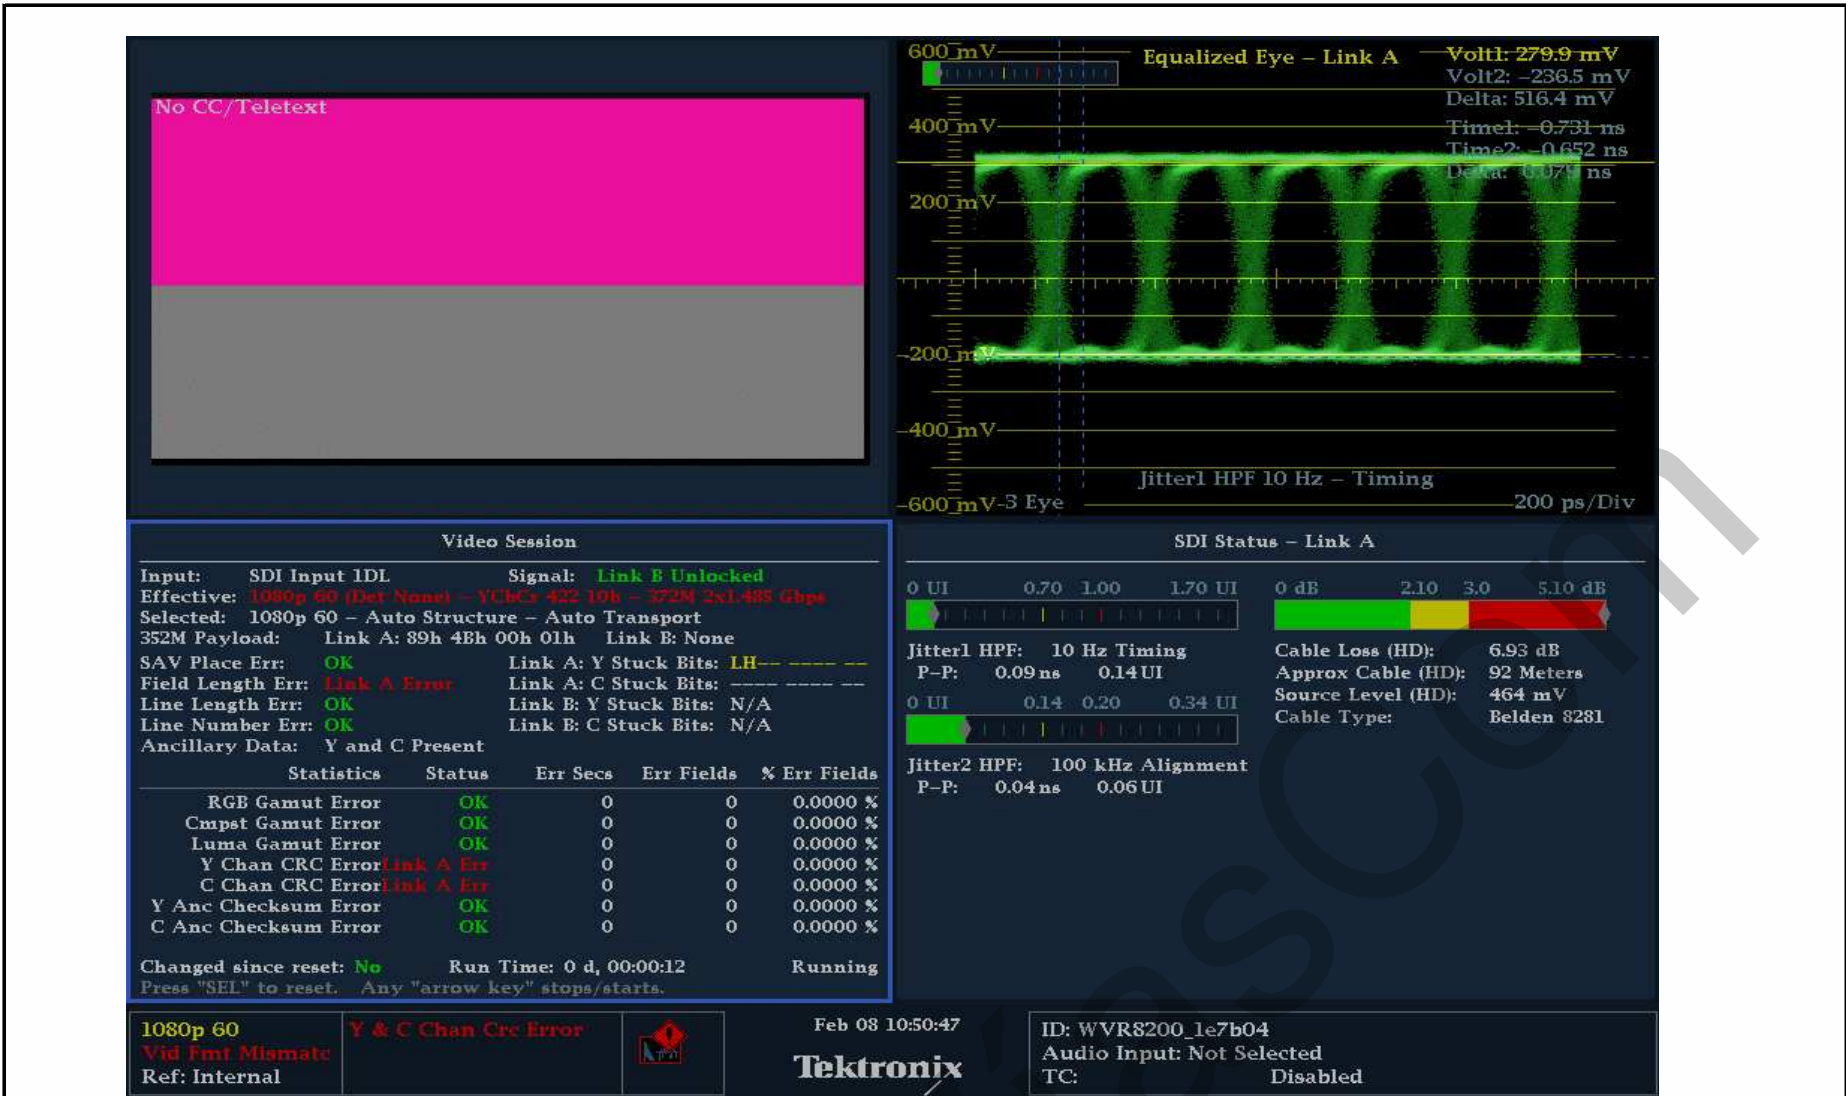 No CC/Teletext
600 mV
Equalized Eye – Link A
Volt1: 279.9 mV
Volt2: –236.5 mV
Delta: 516.4 mV
400 mV
Time1: –0.731 ns
Time2: –0.652 ns
Delta: 0.079 ns
200 mV
–200 mV
–400 mV
Jitter1 HPF 10 Hz – Timing
–600 mV-3 Eye
200 ps/Div
Video Session
Input: SDI Input 1DL Signal: Link B Unlocked
Effective: 1080p 60 (Det None) – YCbCr 422 10b – 372M 2x1.485 Gbps
Selected: 1080p 60 – Auto Structure – Auto Transport
352M Payload: Link A: 89h 4Bh 00h 01h Link B: None
SAV Place Err: OK Link A: Y Stuck Bits: LH–– –––– ––
Field Length Err: Link A Error Link A: C Stuck Bits: –––– –––– ––
Line Length Err: OK Link B: Y Stuck Bits: N/A
Line Number Err: OK Link B: C Stuck Bits: N/A
Ancillary Data: Y and C Present
Statistics Status Err Secs Err Fields % Err Fields
RGB Gamut Error OK 0 0 0.0000 %
Cmpst Gamut Error OK 0 0 0.0000 %
Luma Gamut Error OK 0 0 0.0000 %
Y Chan CRC Error Link A Err 0 0 0.0000 %
C Chan CRC Error Link A Err 0 0 0.0000 %
Y Anc Checksum Error OK 0 0 0.0000 %
C Anc Checksum Error OK 0 0 0.0000 %
Changed since reset: No Run Time: 0 d, 00:00:12 Running
Press "SEL" to reset. Any "arrow key" stops/starts.
SDI Status – Link A
0 UI 0.70 1.00 1.70 UI
Jitter1 HPF: 10 Hz Timing
P–P: 0.09 ns 0.14 UI
0 UI 0.14 0.20 0.34 UI
Jitter2 HPF: 100 kHz Alignment
P–P: 0.04 ns 0.06 UI
0 dB 2.10 3.0 5.10 dB
Cable Loss (HD): 6.93 dB
Approx Cable (HD): 92 Meters
Source Level (HD): 464 mV
Cable Type: Belden 8281
1080p 60
Vid Fmt Mismatc
Ref: Internal
Y & C Chan Crc Error
Feb 08 10:50:47
Tektronix
ID: WVR8200_1e7b04
Audio Input: Not Selected
TC: Disabled